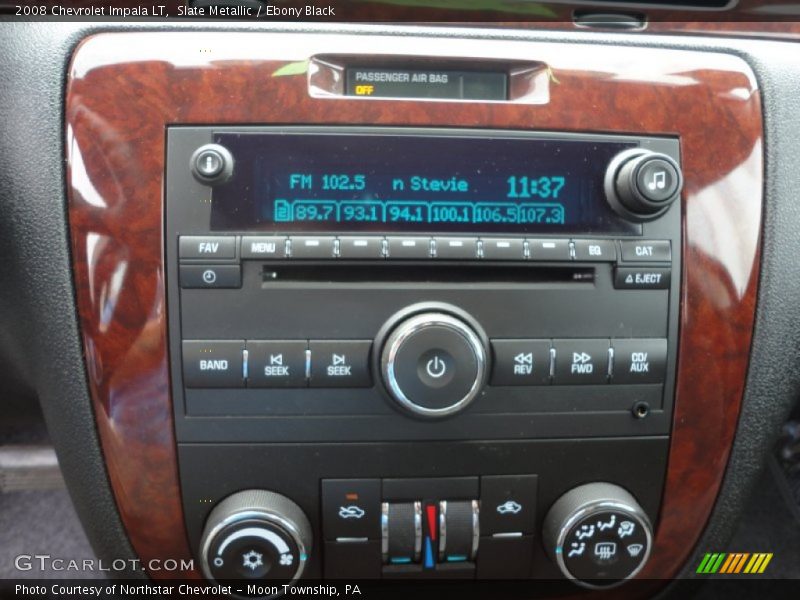 2008 Chevrolet Impala LT,  Slate Metallic / Ebony Black
PASSENGER AIR BAG
OFF
FM 102.5 n Stevie 11:37
89.7 93.1 94.1 100.1 106.5 107.3
FAV MENU EQ CAT
EJECT
BAND SEEK SEEK REV FWD CD/AUX
GTCARLOT.COM
Photo Courtesy of Northstar Chevrolet - Moon Township, PA